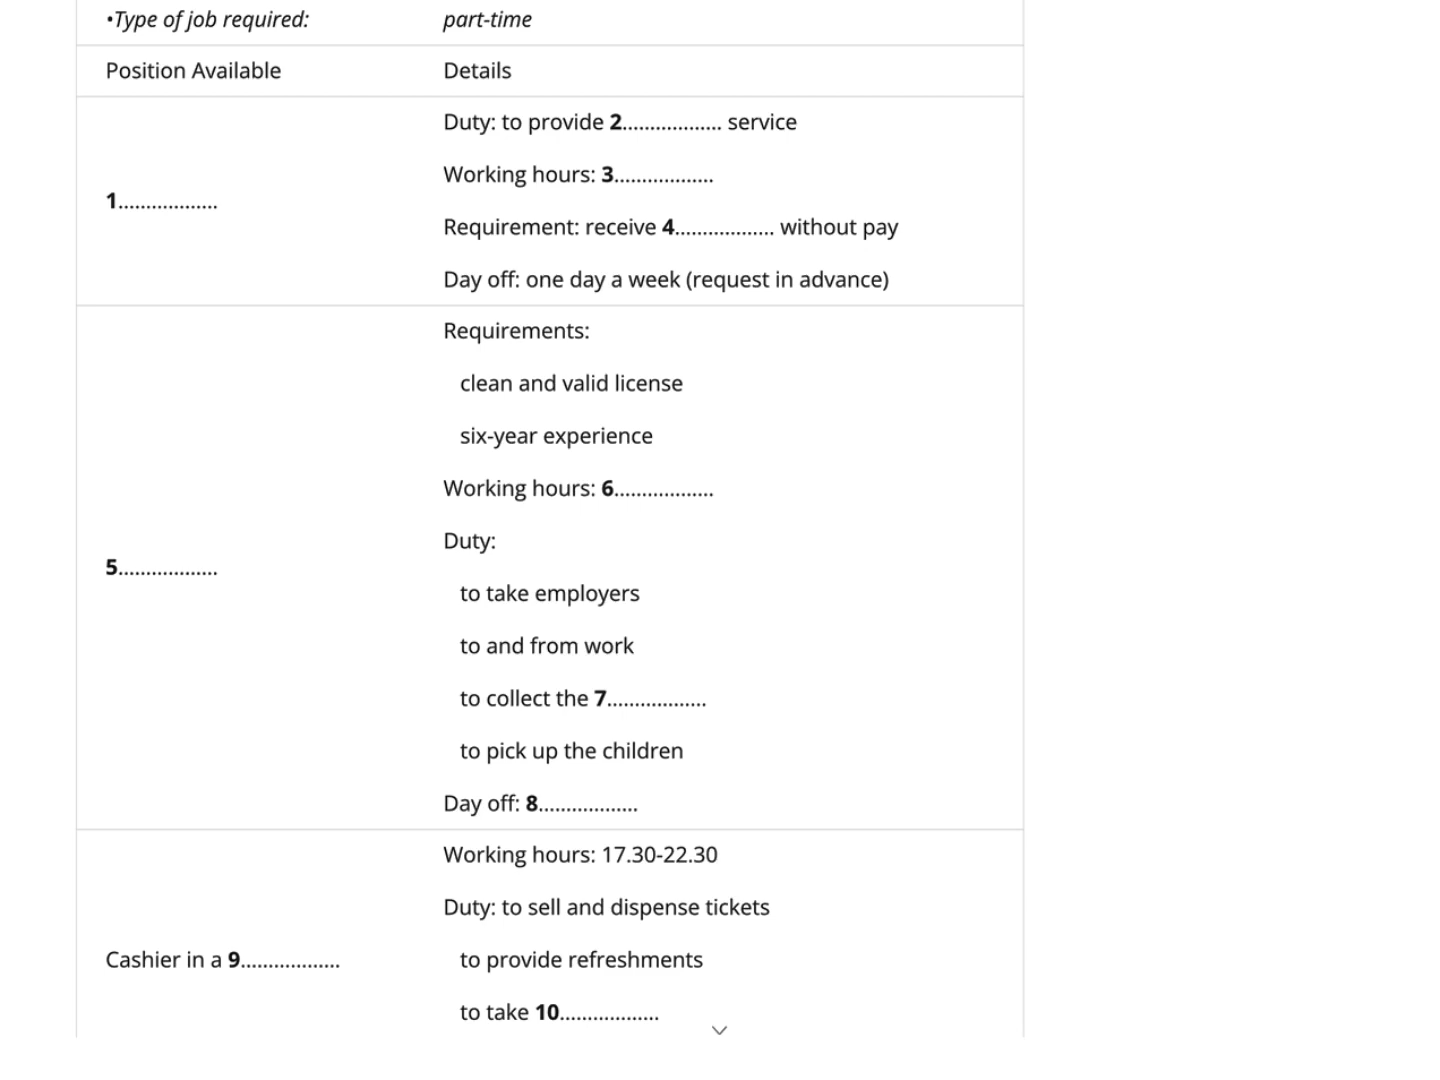 •Type of job required: part-time
Position Available Details
1..................
Duty: to provide 2.................. service
Working hours: 3..................
Requirement: receive 4.................. without pay
Day off: one day a week (request in advance)
5..................
Requirements:
clean and valid license
six-year experience
Working hours: 6..................
Duty:
to take employers
to and from work
to collect the 7..................
to pick up the children
Day off: 8..................
Cashier in a 9..................
Working hours: 17.30-22.30
Duty: to sell and dispense tickets
to provide refreshments
to take 10..................